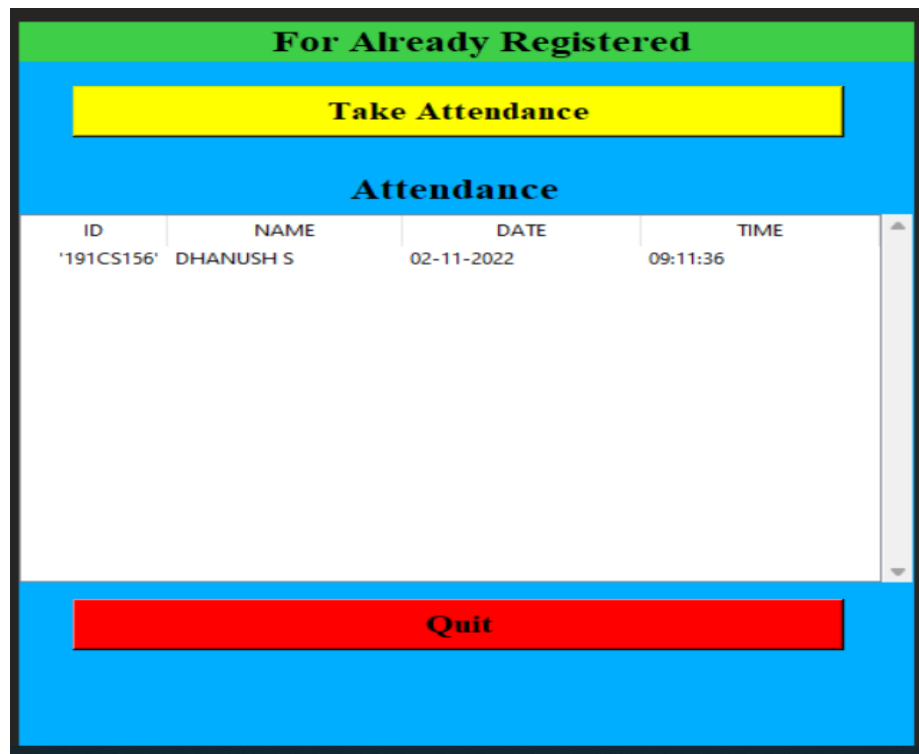 For Already Registered
Take Attendance
Attendance
ID NAME DATE TIME
'191CS156' DHANUSH S 02-11-2022 09:11:36
Quit